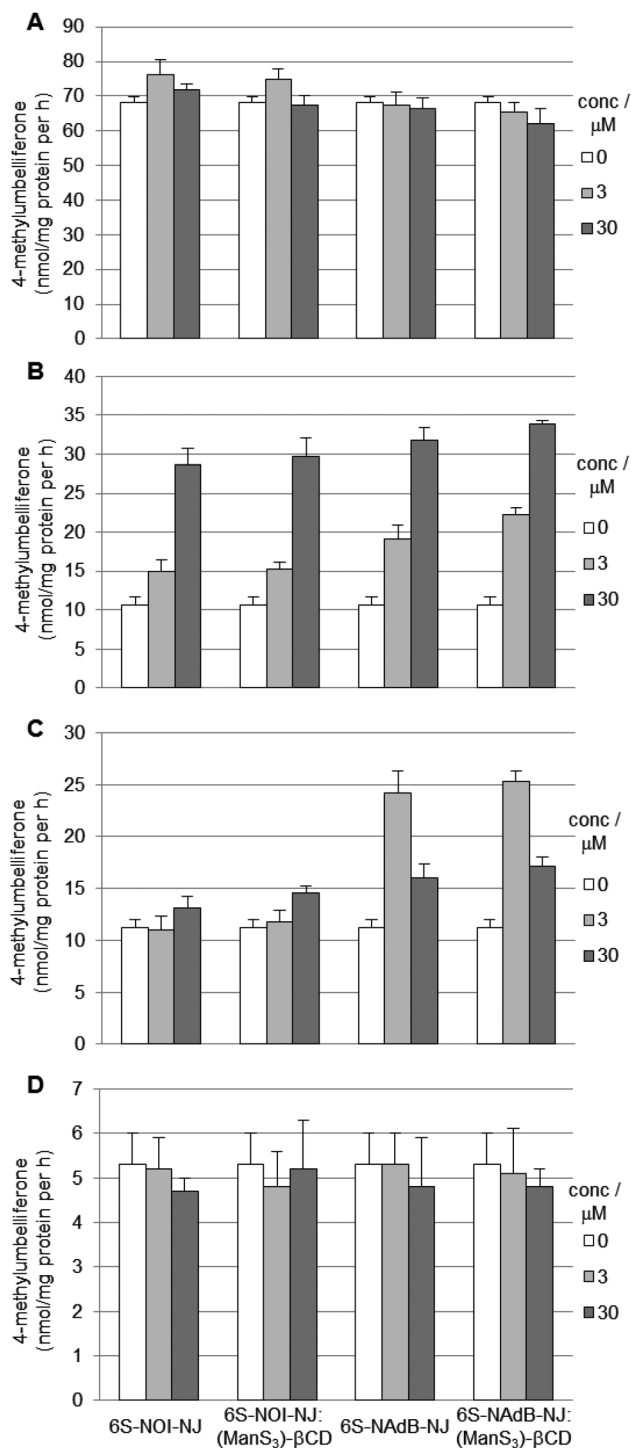 A
4-methylumbelliferone
(nmol/mg protein per h)
90
80
70
60
50
40
30
20
10
0
conc /
μM
0
3
30
B
4-methylumbelliferone
(nmol/mg protein per h)
40
35
30
25
20
15
10
5
0
conc /
μM
0
3
30
C
4-methylumbelliferone
(nmol/mg protein per h)
30
25
20
15
10
5
0
conc /
μM
0
3
30
D
4-methylumbelliferone
(nmol/mg protein per h)
7
6
5
4
3
2
1
0
conc /
μM
0
3
30
6S-NOI-NJ
6S-NOI-NJ:
(ManS₃)-βCD
6S-NAdB-NJ
6S-NAdB-NJ:
(ManS₃)-βCD